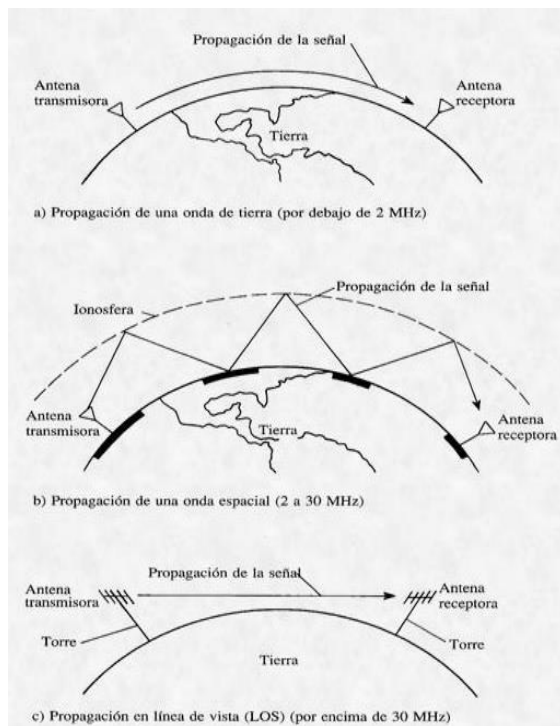 Propagación de la señal
Antena
transmisora
Antena
receptora
Tierra
a) Propagación de una onda de tierra (por debajo de 2 MHz)
Propagación de la señal
Ionosfera
Antena
transmisora
Tierra
Antena
receptora
b) Propagación de una onda espacial (2 a 30 MHz)
Propagación de la señal
Antena
transmisora
Antena
receptora
Torre
Torre
Tierra
c) Propagación en línea de vista (LOS) (por encima de 30 MHz)